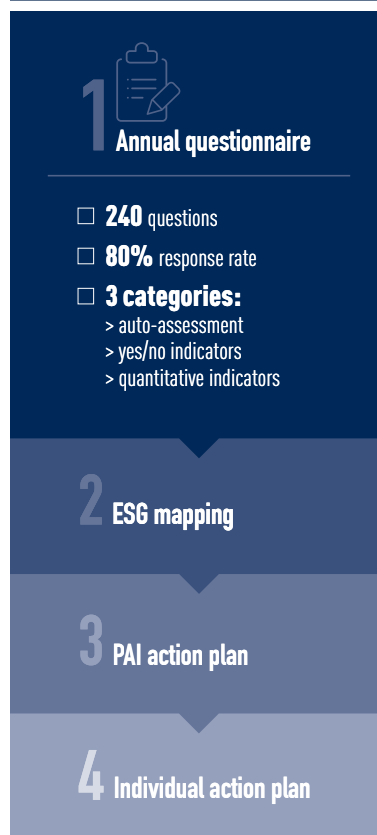 1 Annual questionnaire
240 questions
80% response rate
3 categories:
> auto-assessment
> yes/no indicators
> quantitative indicators
2 ESG mapping
3 PAI action plan
4 Individual action plan